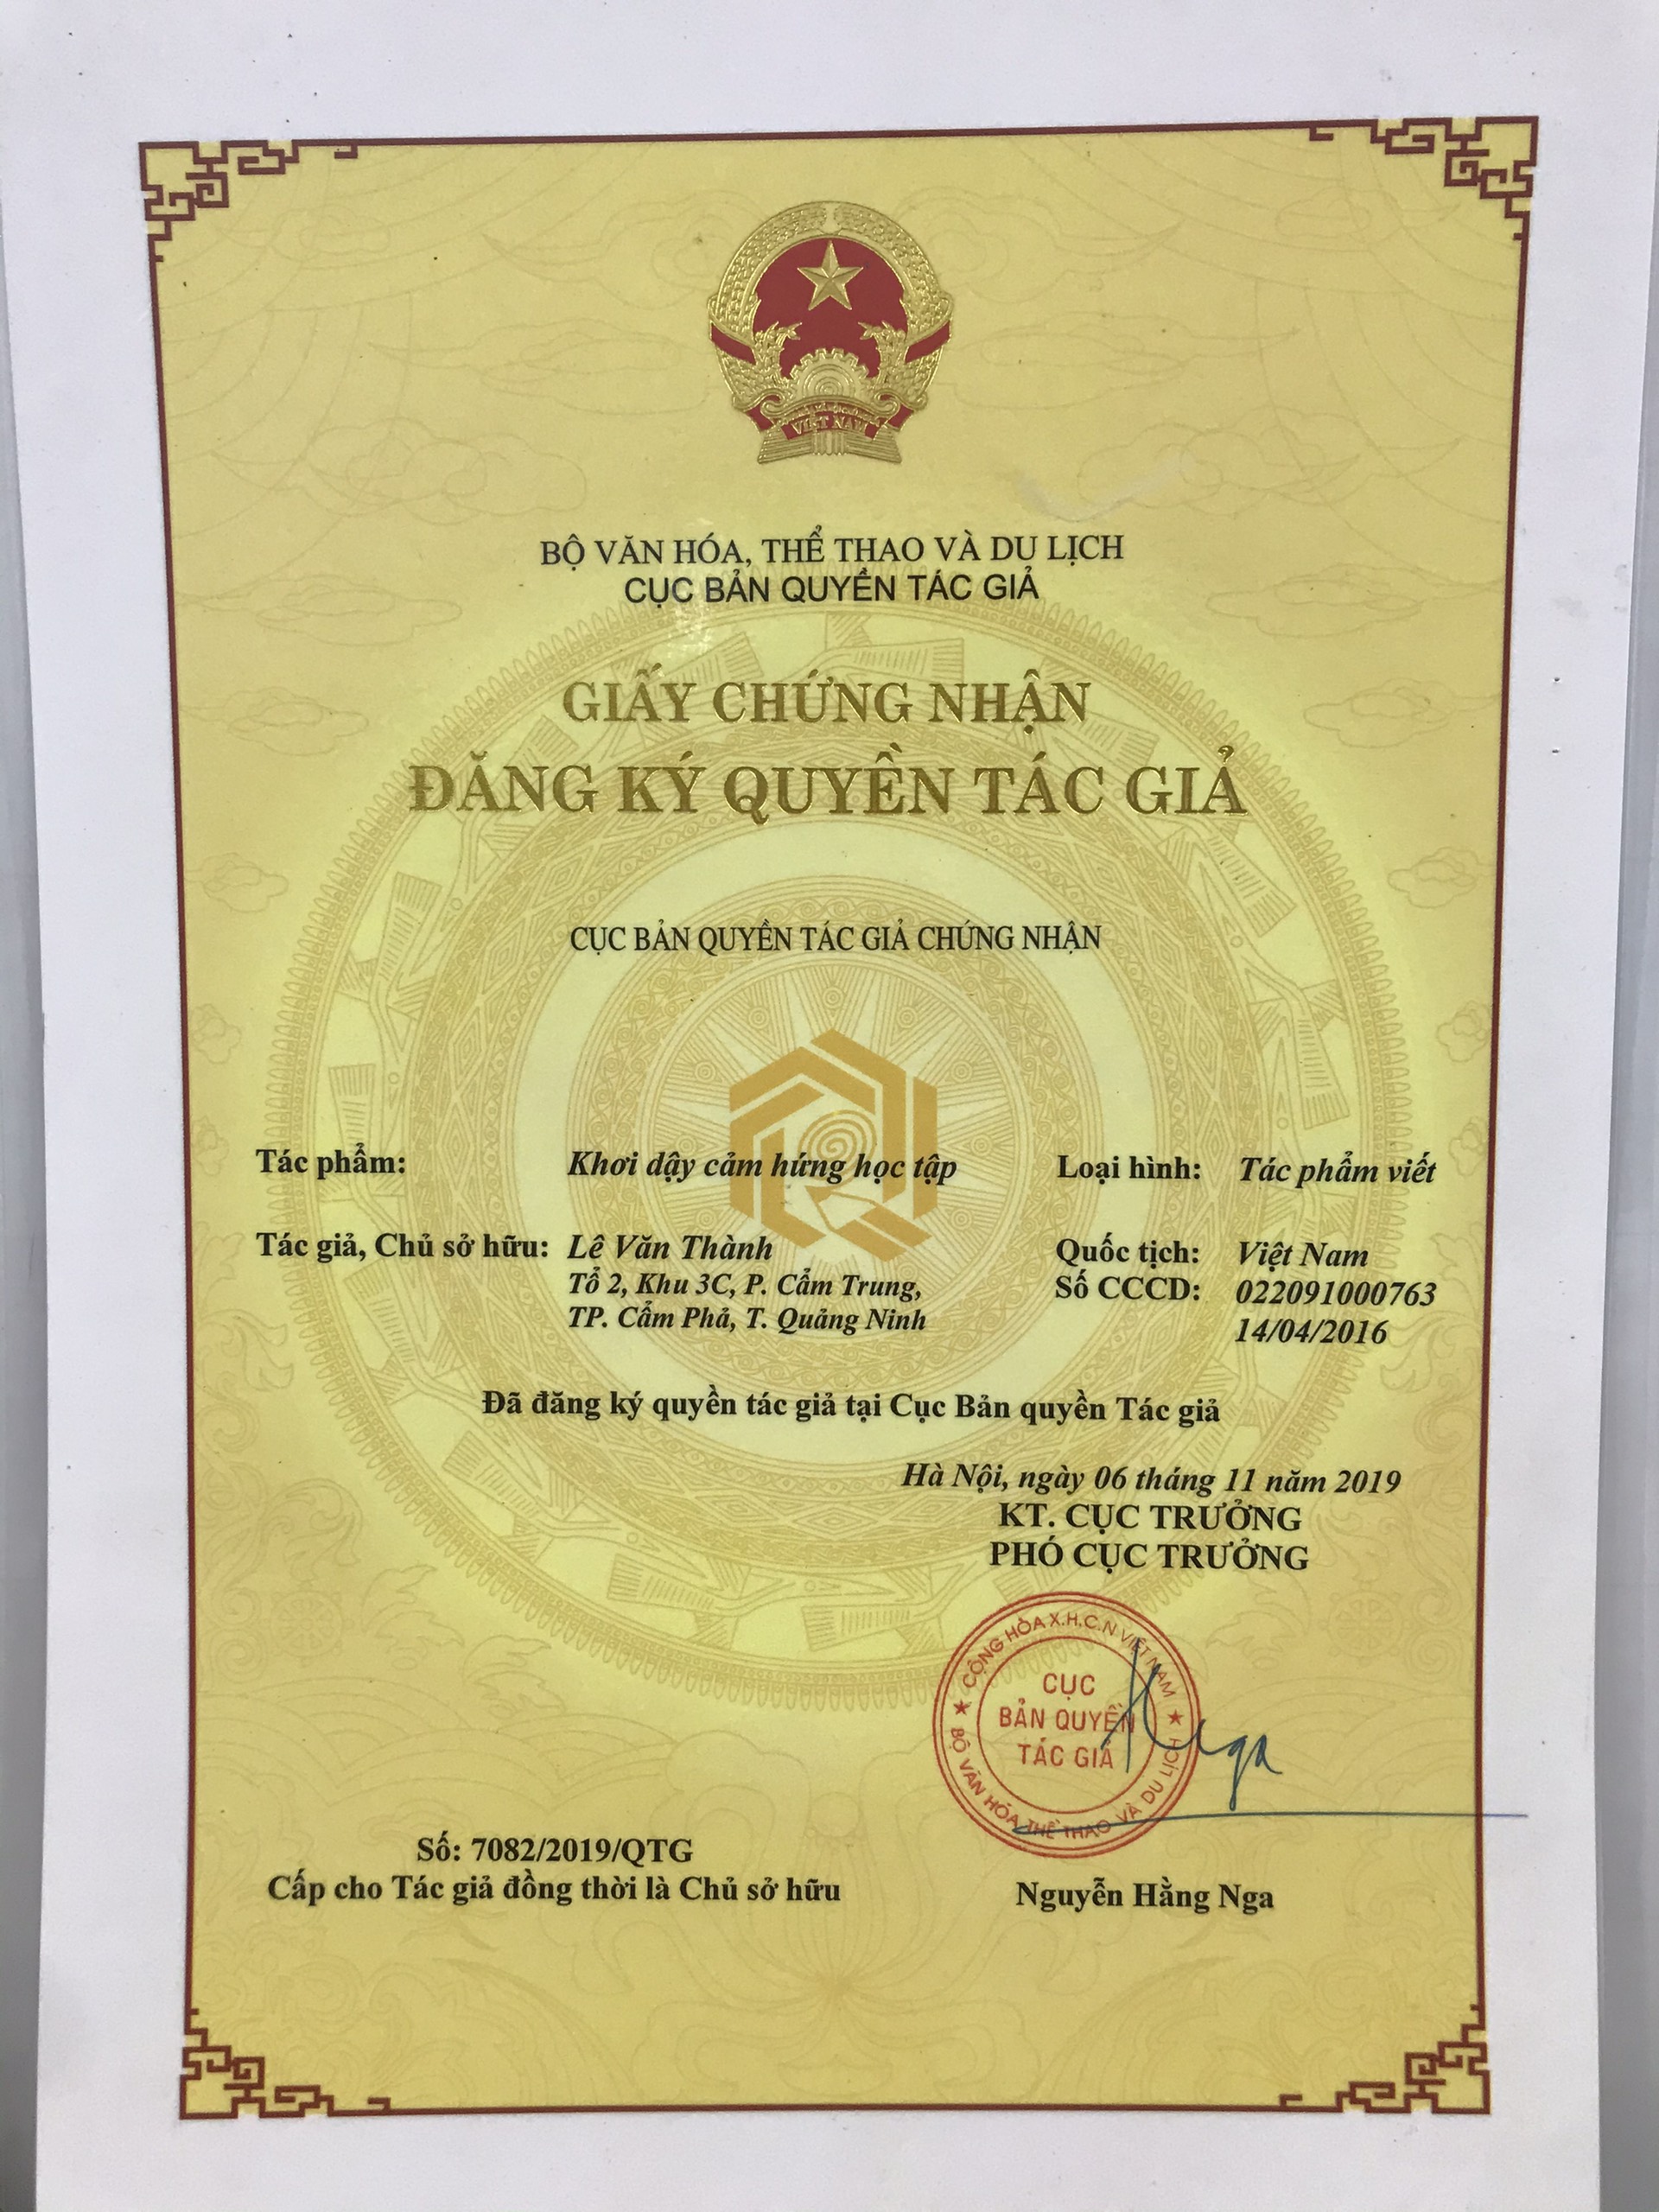 VIỆT NAM
BỘ VĂN HÓA, THỂ THAO VÀ DU LỊCH
CỤC BẢN QUYỀN TÁC GIẢ
GIẤY CHỨNG NHẬN
ĐĂNG KÝ QUYỀN TÁC GIẢ
CỤC BẢN QUYỀN TÁC GIẢ CHỨNG NHẬN
Tác phẩm: Khơi dậy cảm hứng học tập Loại hình: Tác phẩm viết
Tác giả, Chủ sở hữu: Lê Văn Thành Quốc tịch: Việt Nam
Tổ 2, Khu 3C, P. Cẩm Trung, Số CCCD: 022091000763
TP. Cẩm Phả, T. Quảng Ninh 14/04/2016
Đã đăng ký quyền tác giả tại Cục Bản quyền Tác giả
Hà Nội, ngày 06 tháng 11 năm 2019
KT. CỤC TRƯỞNG
PHÓ CỤC TRƯỞNG
CỘNG HÒA X.H.C.N VIỆT NAM
CỤC
BẢN QUYỀN
TÁC GIẢ
BỘ VĂN HÓA THỂ THAO VÀ DU LỊCH
Nga
Số: 7082/2019/QTG
Cấp cho Tác giả đồng thời là Chủ sở hữu
Nguyễn Hằng Nga